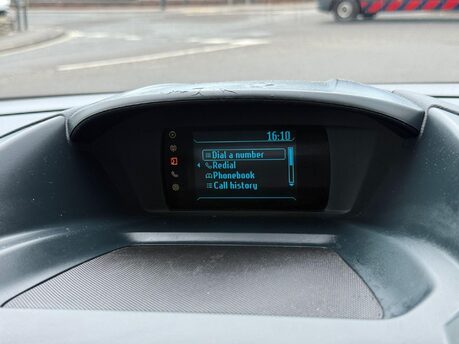 16:10
Dial a number
Redial
Phonebook
Call history